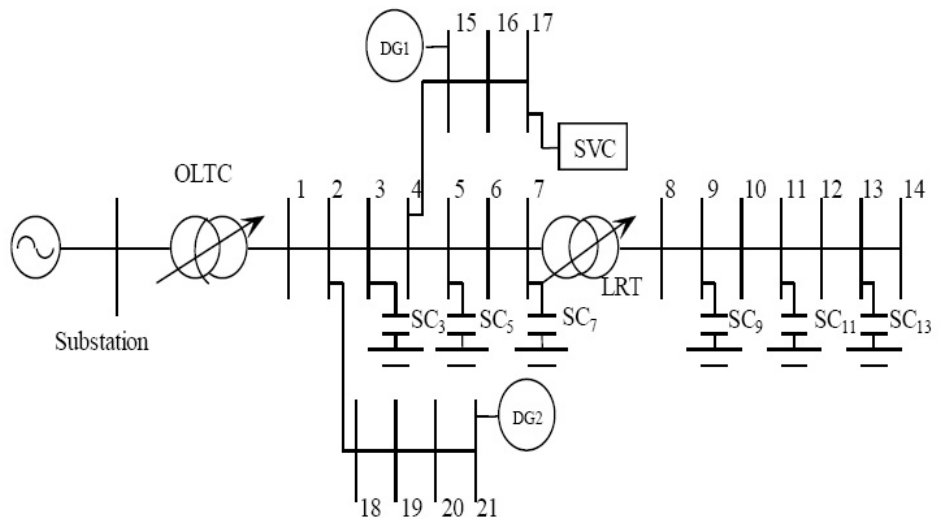 15 16 17
DG1
SVC
OLTC
1 2 3 4 5 6 7 8 9 10 11 12 13 14
LRT
SC3 SC5 SC7 SC9 SC11 SC13
Substation
DG2
18 19 20 21